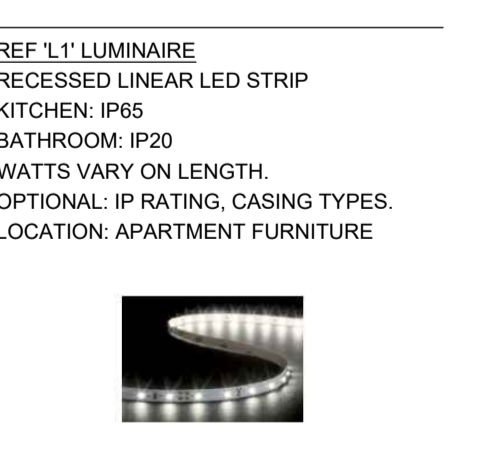 REF 'L1' LUMINAIRE
RECESSED LINEAR LED STRIP
KITCHEN: IP65
BATHROOM: IP20
WATTS VARY ON LENGTH.
OPTIONAL: IP RATING, CASING TYPES.
LOCATION: APARTMENT FURNITURE